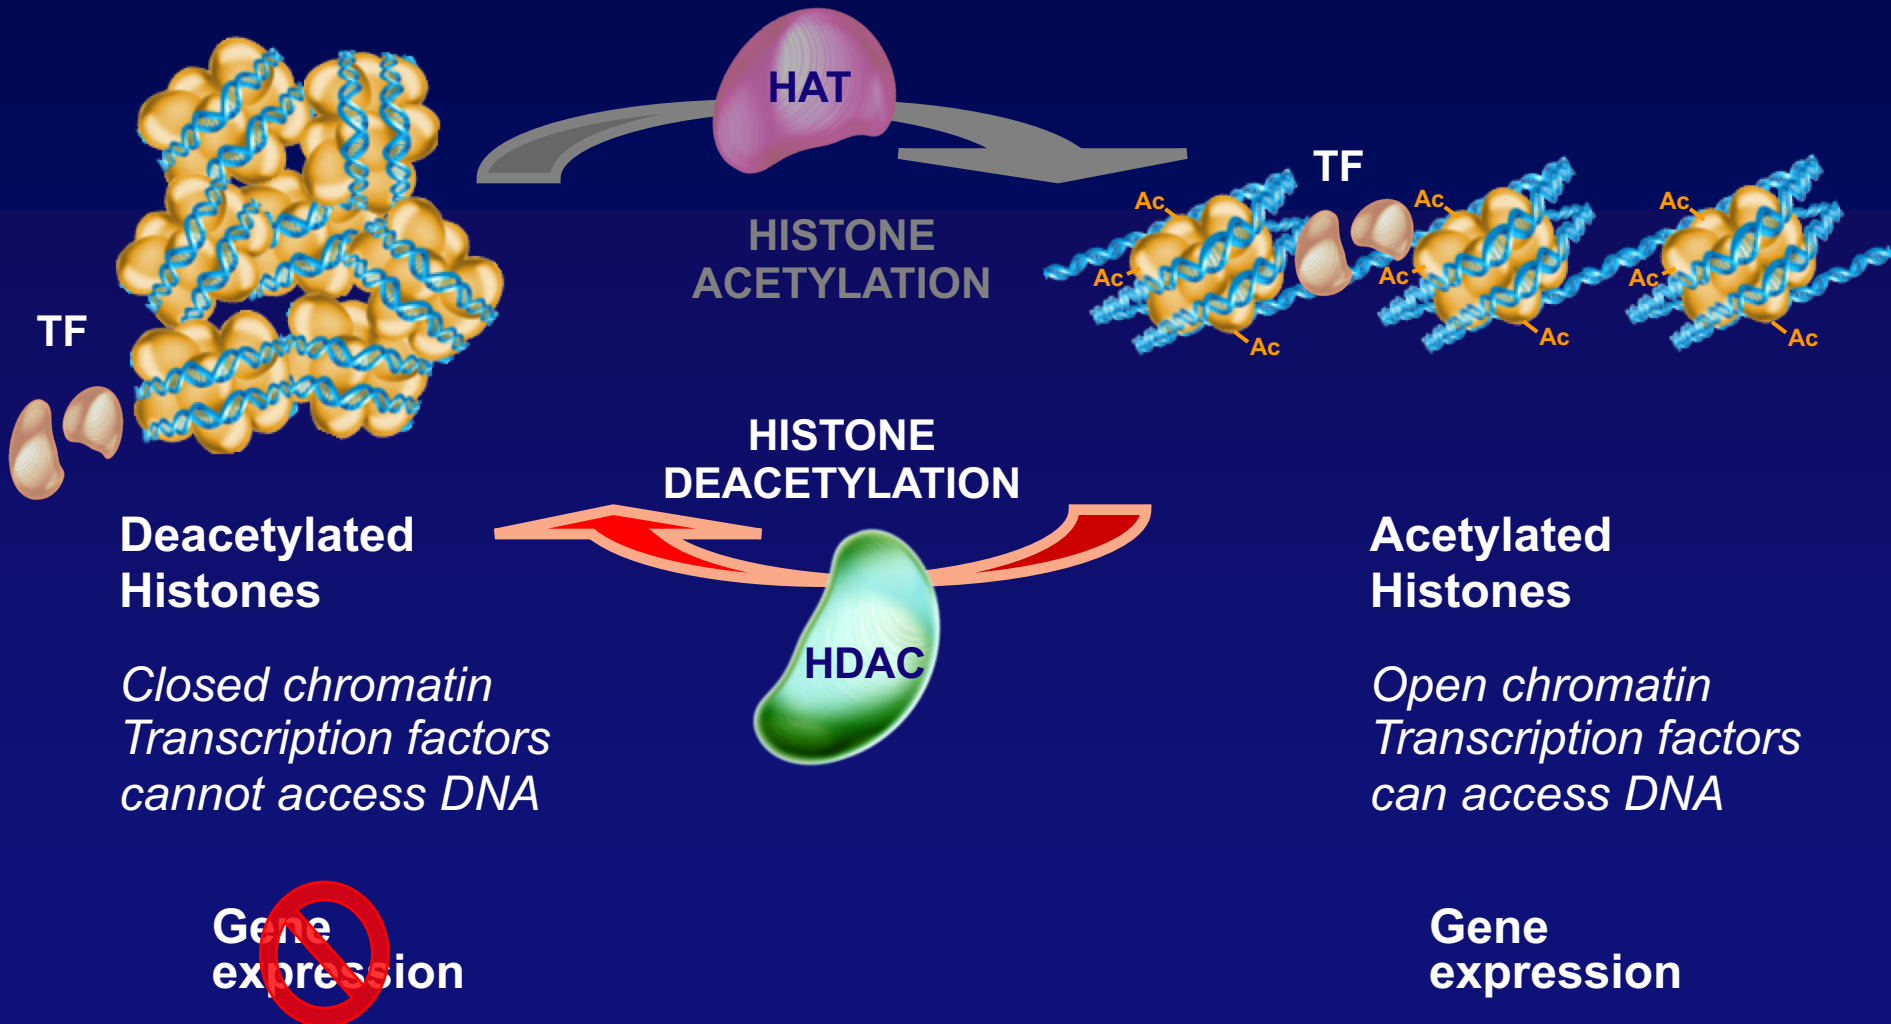 HAT
HISTONE
ACETYLATION
TF
Ac
Ac
Ac
Ac
Ac
Ac
Ac
Ac
Ac
TF
HISTONE
DEACETYLATION
HDAC
Deacetylated
Histones
Closed chromatin
Transcription factors
cannot access DNA
Gene
expression
Acetylated
Histones
Open chromatin
Transcription factors
can access DNA
Gene
expression